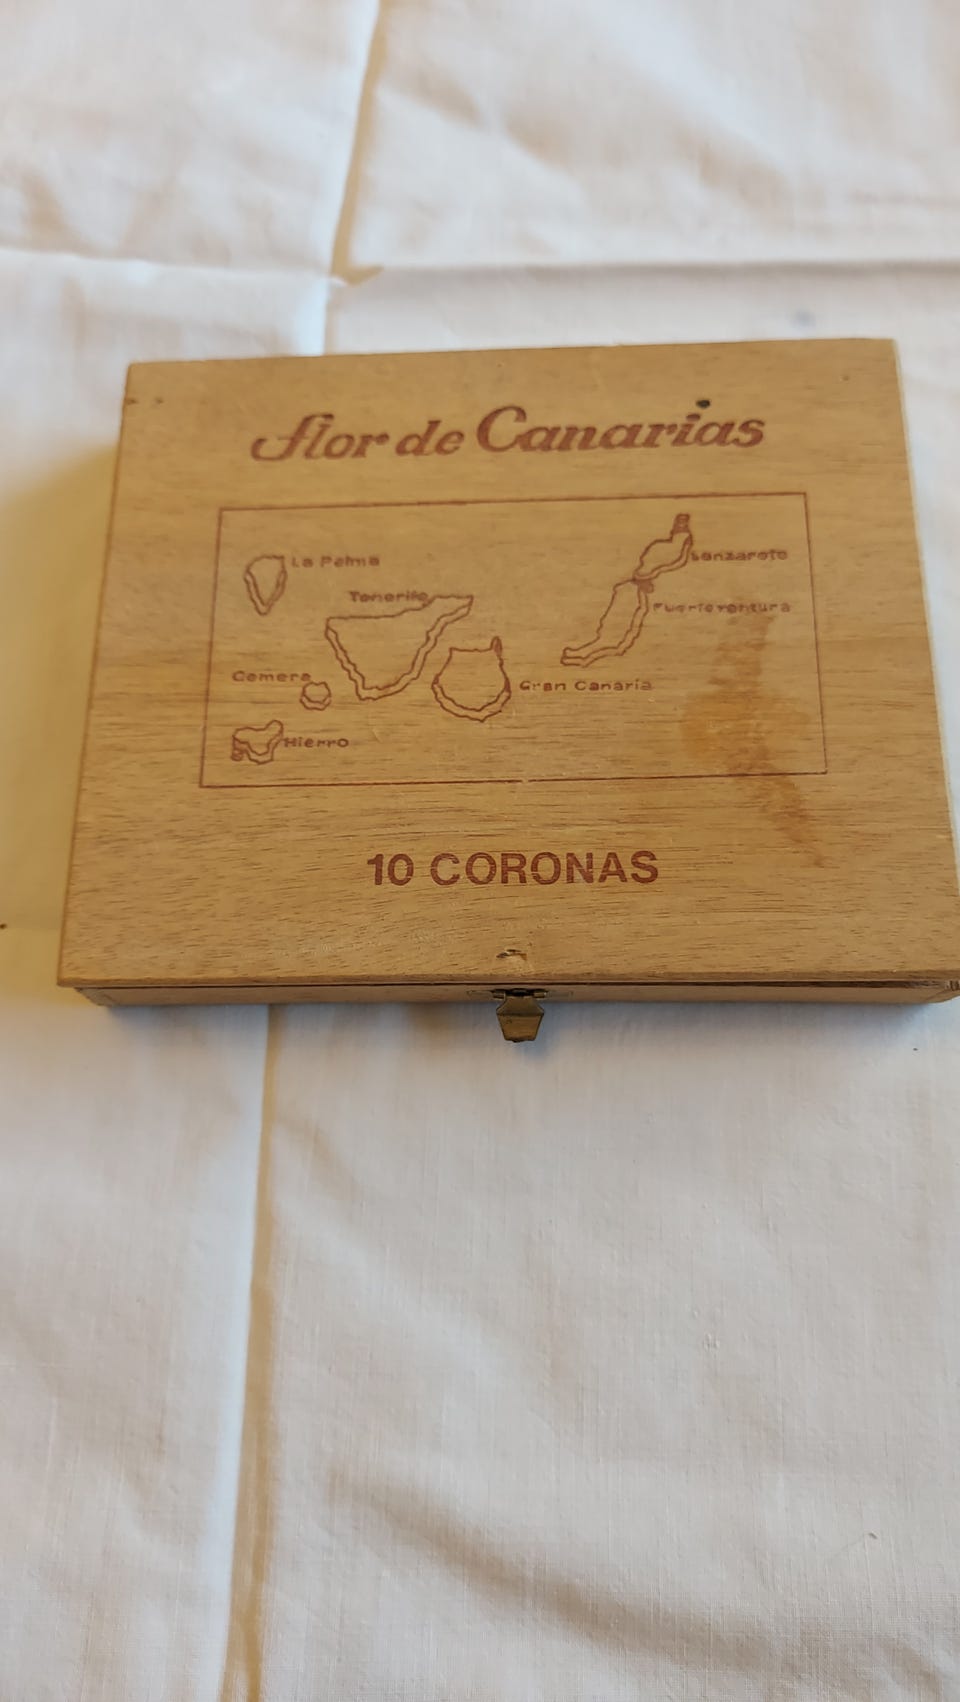 Flor de Canarias
La Palma
Lanzarote
Tenerife
Fuerteventura
Gomera
Gran Canaria
Hierro
10 CORONAS